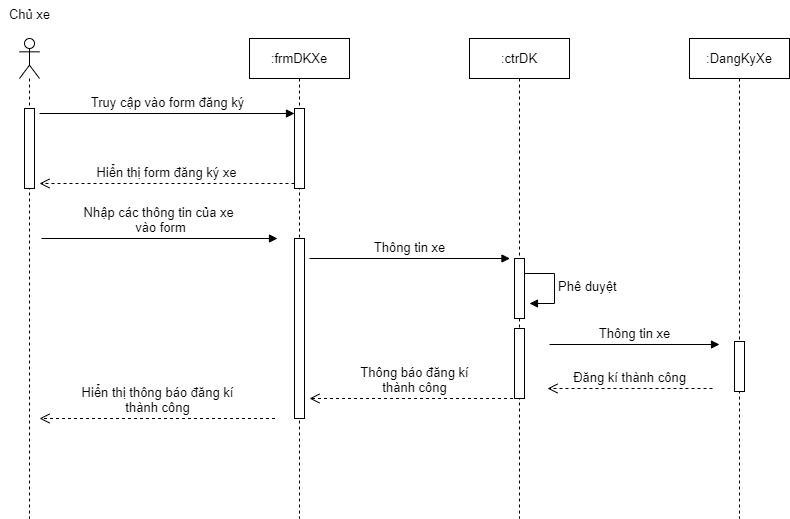 Chủ xe
:frmDKXe
:ctrDK
:DangKyXe
Truy cập vào form đăng ký
Hiển thị form đăng ký xe
Nhập các thông tin của xe
vào form
Thông tin xe
Phê duyệt
Thông tin xe
Thông báo đăng kí
thành công
Đăng kí thành công
Hiển thị thông báo đăng kí
thành công